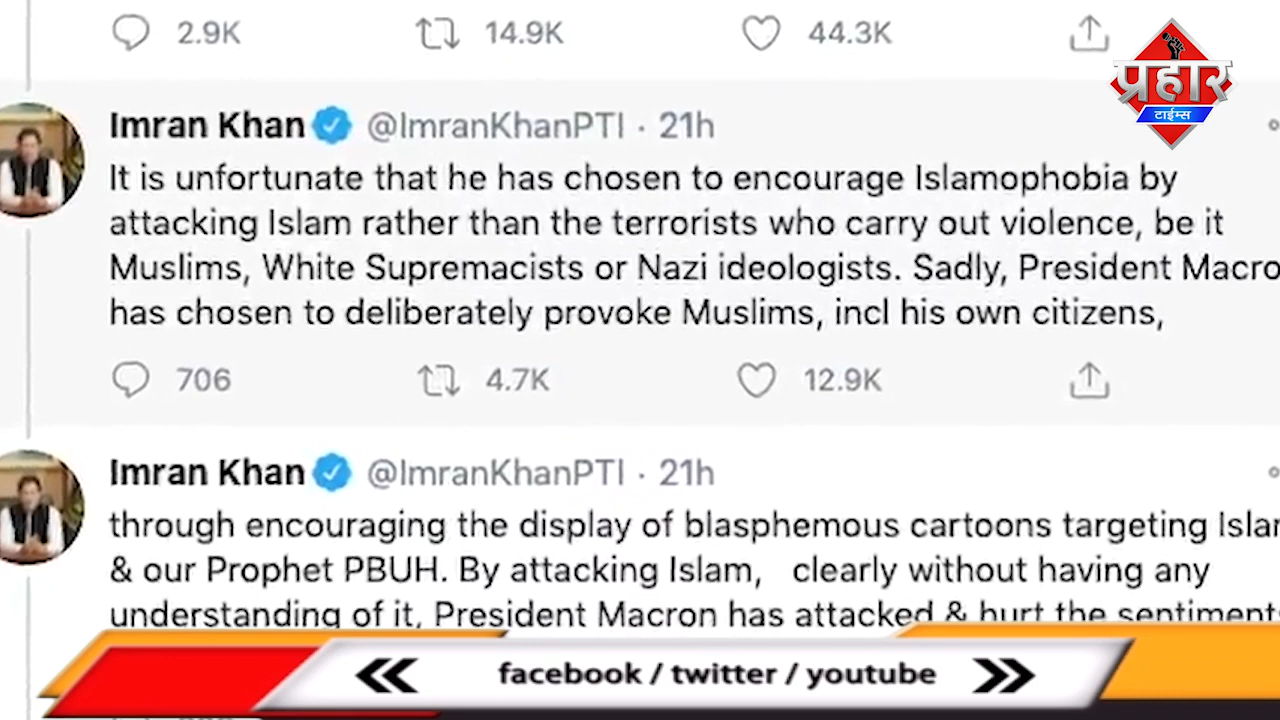 2.9K 14.9K 44.3K
प्रहार
टाईम्स
Imran Khan @ImranKhanPTI · 21h
It is unfortunate that he has chosen to encourage Islamophobia by
attacking Islam rather than the terrorists who carry out violence, be it
Muslims, White Supremacists or Nazi ideologists. Sadly, President Macro
has chosen to deliberately provoke Muslims, incl his own citizens,
706 4.7K 12.9K
Imran Khan @ImranKhanPTI · 21h
through encouraging the display of blasphemous cartoons targeting Islam
& our Prophet PBUH. By attacking Islam, clearly without having any
understanding of it, President Macron has attacked & hurt the sentiments
facebook / twitter / youtube